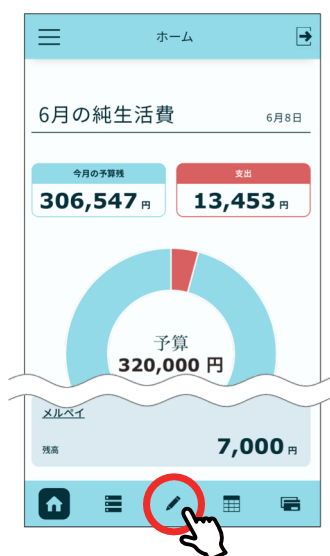 ホーム
6月の純生活費
6月8日
今月の予算残
306,547 円
支出
13,453 円
予算
320,000 円
メルペイ
残高
7,000 円